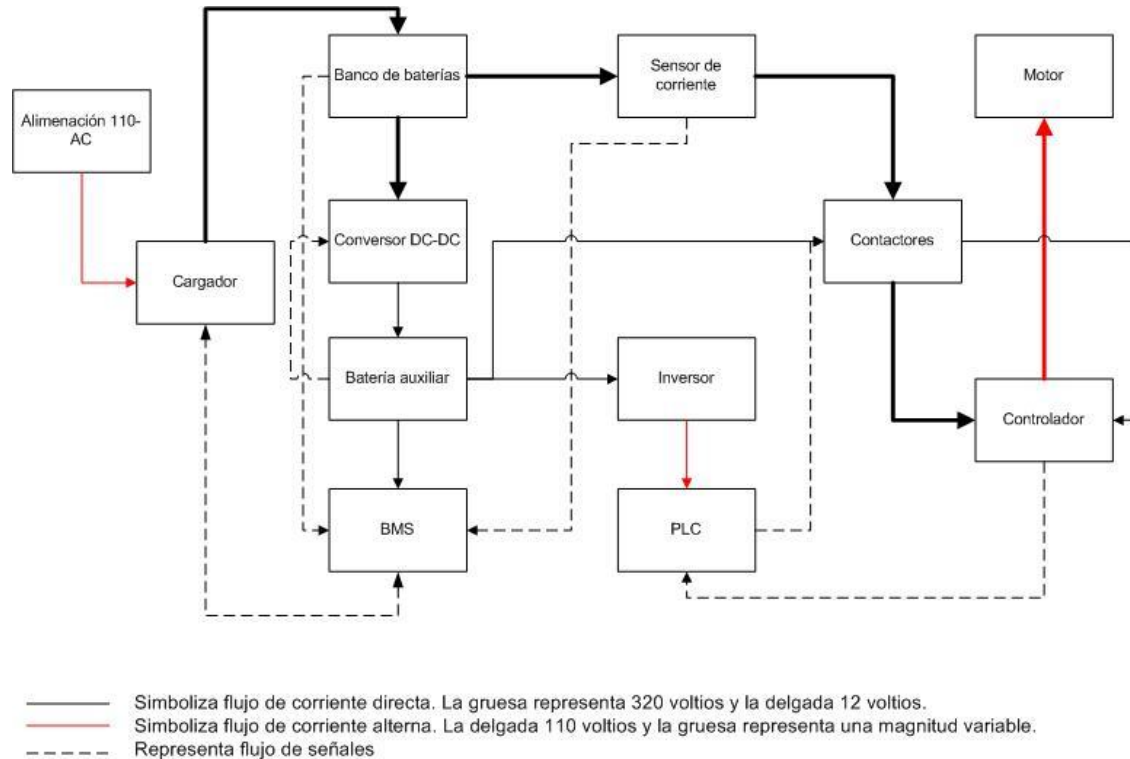 Banco de baterías
Sensor de
corriente
Motor
Alimenación 110-
AC
Conversor DC-DC
Contactores
Cargador
Batería auxiliar
Inversor
Controlador
BMS
PLC
Simboliza flujo de corriente directa. La gruesa representa 320 voltios y la delgada 12 voltios.
Simboliza flujo de corriente alterna. La delgada 110 voltios y la gruesa representa una magnitud variable.
Representa flujo de señales